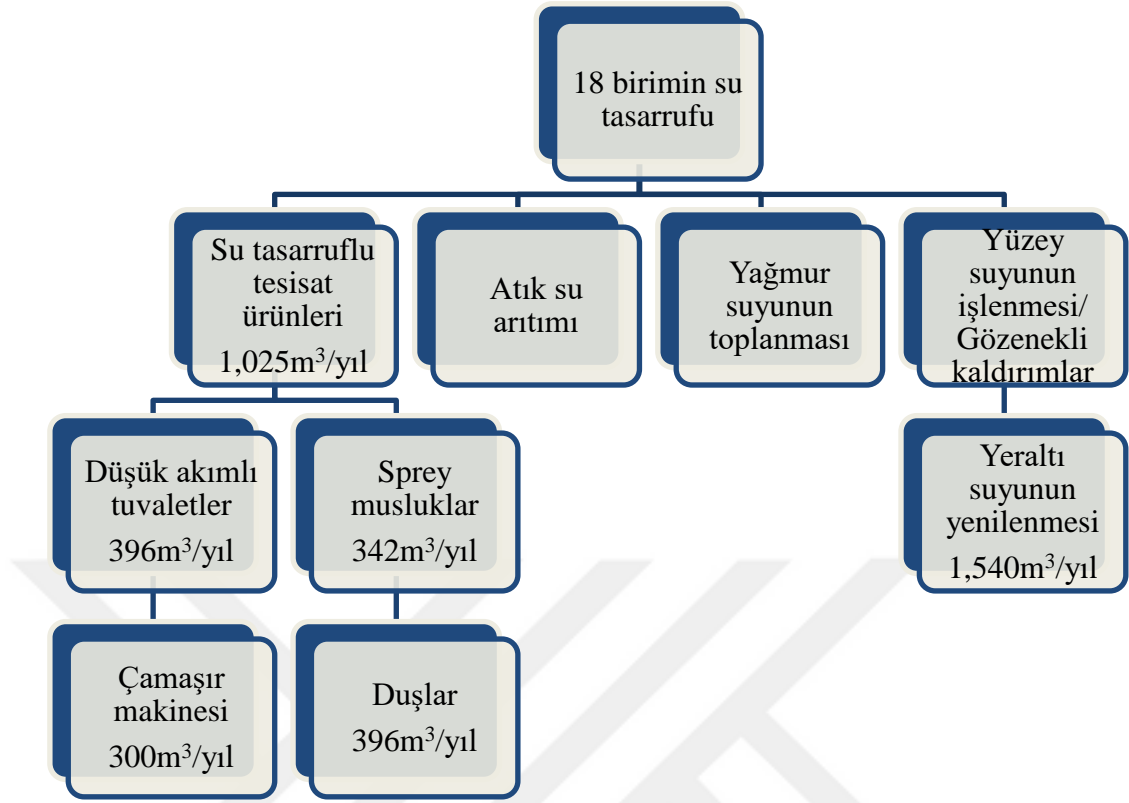 18 birimin su
tasarrufu
Su tasarruflu
tesisat
ürünleri
1,025m³/yıl
Atık su
arıtımı
Yağmur
suyunun
toplanması
Yüzey
suyunun
işlenmesi/
Gözenekli
kaldırımlar
Düşük akımlı
tuvaletler
396m³/yıl
Sprey
musluklar
342m³/yıl
Yeraltı
suyunun
yenilenmesi
1,540m³/yıl
Çamaşır
makinesi
300m³/yıl
Duşlar
396m³/yıl